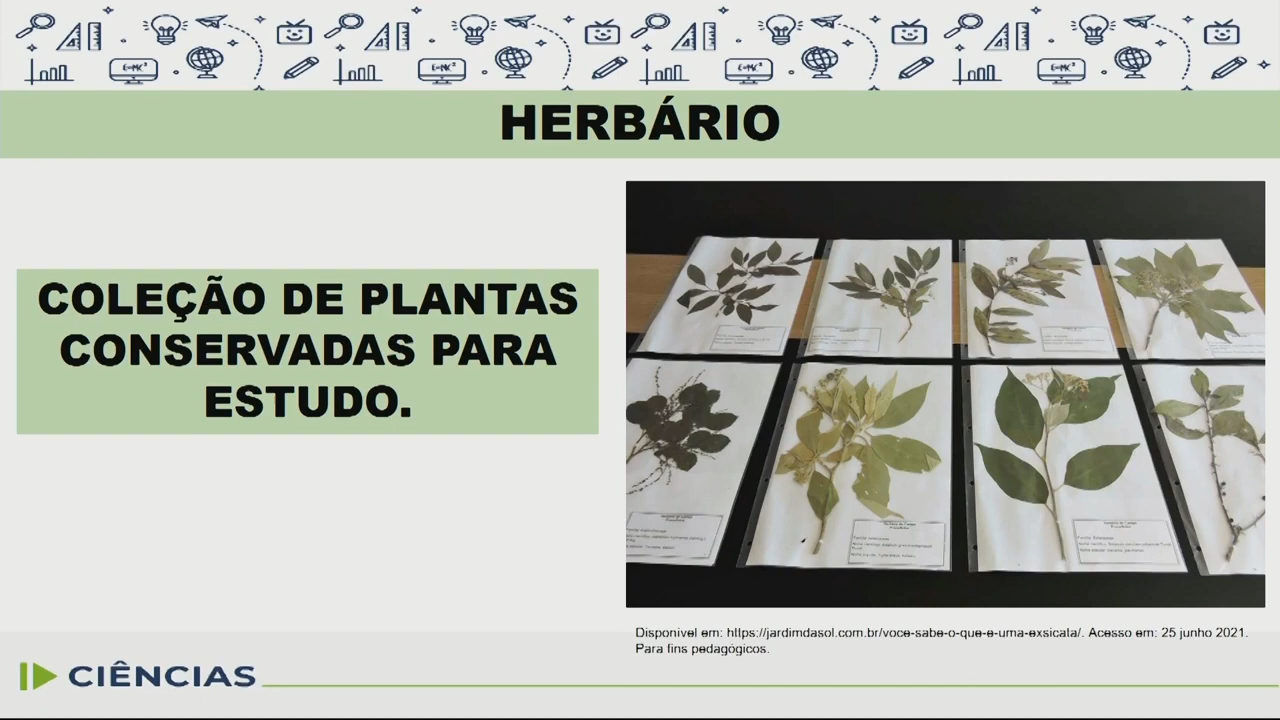 HERBÁRIO
COLEÇÃO DE PLANTAS
CONSERVADAS PARA
ESTUDO.
Disponível em: https://jardimdasol.com.br/voce-sabe-o-que-e-uma-exsicata/. Acesso em: 25 junho 2021.
Para fins pedagógicos.
CIÊNCIAS